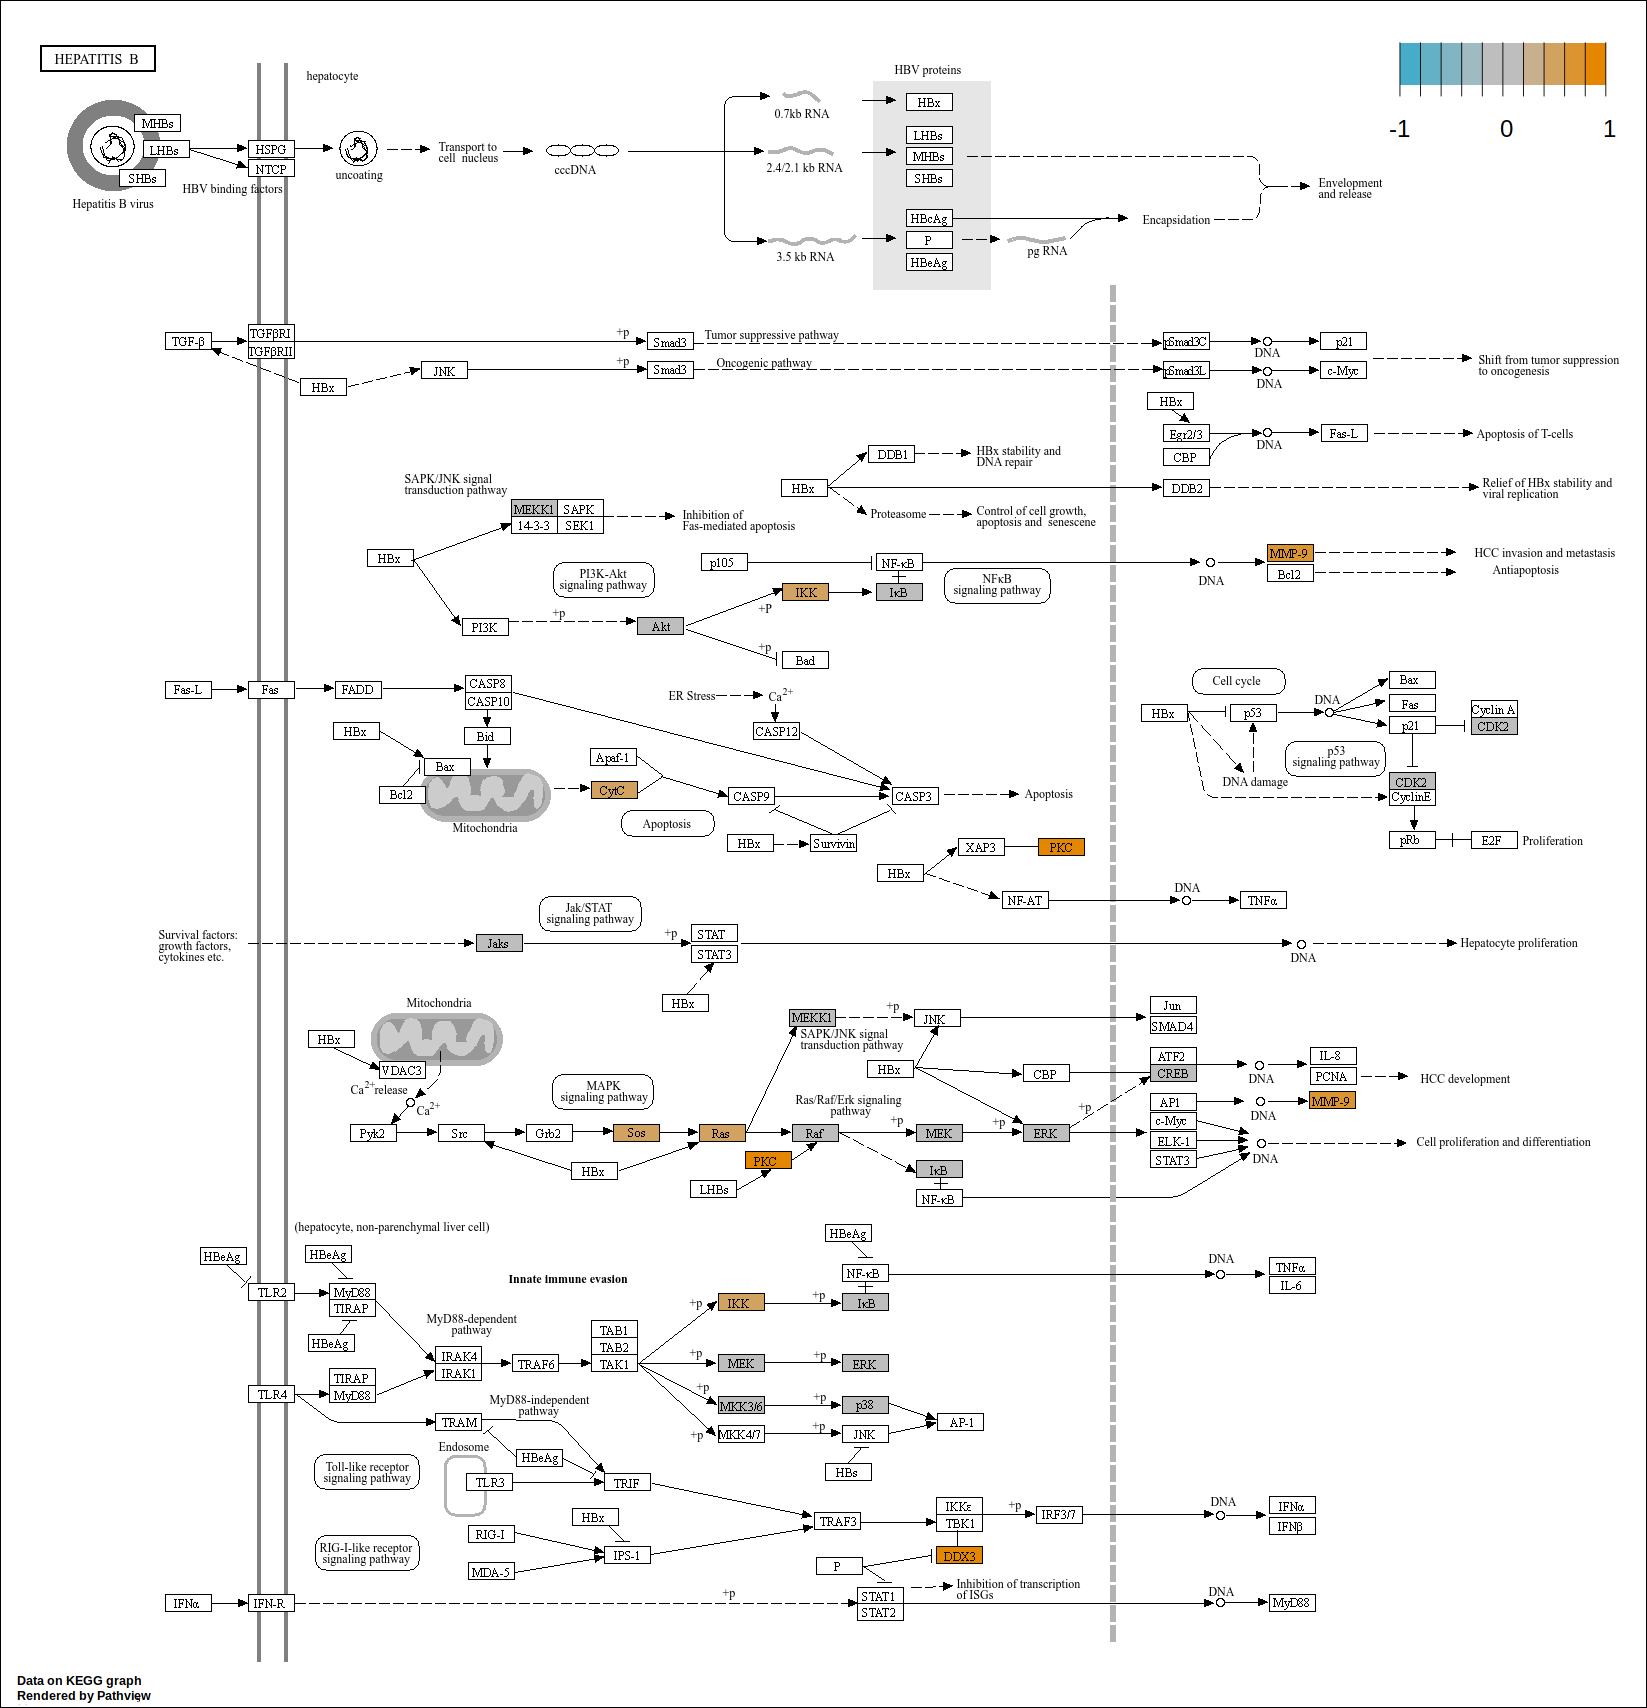 HEPATITIS B
hepatocyte
HBV proteins
-1 0 1
MHBs
LHBs
SHBs
Hepatitis B virus
HSPG
NTCP
HBV binding factors
uncoating
Transport to
cell nucleus
cccDNA
0.7kb RNA
2.4/2.1 kb RNA
3.5 kb RNA
HBx
LHBs
MHBs
SHBs
HBcAg
P
HBeAg
pg RNA
Encapsidation
Envelopment
and release
TGF-β
TGFβRI
TGFβRII
+p
Smad3
Tumor suppressive pathway
pSmad3C
DNA
p21
HBx
JNK
+p
Smad3
Oncogenic pathway
pSmad3L
DNA
c-Myc
Shift from tumor suppression
to oncogenesis
HBx
Egr2/3
CBP
DNA
Fas-L
Apoptosis of T-cells
HBx
DDB1
HBx stability and
DNA repair
DDB2
Relief of HBx stability and
viral replication
Proteasome
Control of cell growth,
apoptosis and senescene
SAPK/JNK signal
transduction pathway
MEKK1
SAPK
14-3-3
SEK1
Inhibition of
Fas-mediated apoptosis
HBx
PI3K-Akt
signaling pathway
p105
NF-κB
NFκB
signaling pathway
DNA
MMP-9
Bcl2
HCC invasion and metastasis
Antiapoptosis
PI3K
+p
Akt
+P
IKK
IκB
+p
Bad
Fas-L
Fas
FADD
CASP8
CASP10
Bid
HBx
Bax
Bcl2
Mitochondria
ER Stress
Ca2+
CASP12
Apaf-1
CytC
Apoptosis
CASP9
CASP3
Apoptosis
HBx
Survivin
Cell cycle
HBx
p53
DNA
Bax
Fas
p21
Cyclin A
CDK2
p53
signaling pathway
DNA damage
CDK2
CyclinE
pRb
E2F
Proliferation
HBx
XAP3
PKC
NF-AT
DNA
TNFα
Survival factors:
growth factors,
cytokines etc.
Jak/STAT
signaling pathway
Jaks
+p
STAT
STAT3
HBx
DNA
Hepatocyte proliferation
Mitochondria
HBx
VDAC3
Ca2+release
Ca2+
Pyk2
Src
Grb2
MAPK
signaling pathway
Sos
Ras
HBx
LHBs
PKC
MEKK1
SAPK/JNK signal
transduction pathway
+p
JNK
HBx
CBP
Ras/Raf/Erk signaling
pathway
Raf
+p
MEK
+p
ERK
+p
IκB
NF-κB
Jun
SMAD4
ATF2
CREB
AP1
c-Myc
ELK-1
STAT3
DNA
IL-8
PCNA
HCC development
DNA
MMP-9
DNA
Cell proliferation and differentiation
(hepatocyte, non-parenchymal liver cell)
HBeAg
HBeAg
TLR2
MyD88
TIRAP
HBeAg
TIRAP
MyD88
TLR4
MyD88-dependent
pathway
IRAK4
IRAK1
TRAF6
TAB1
TAB2
TAK1
Innate immune evasion
+p
IKK
+p
IκB
HBeAg
NF-κB
DNA
TNFα
IL-6
+p
MEK
+p
ERK
+p
MKK3/6
+p
p38
+p
MKK4/7
+p
JNK
AP-1
HBs
MyD88-independent
pathway
TRAM
HBeAg
Endosome
TLR3
TRIF
Toll-like receptor
signaling pathway
RIG-I-like receptor
signaling pathway
RIG-I
MDA-5
HBx
IPS-1
TRAF3
IKKε
TBK1
DDX3
+p
IRF3/7
DNA
IFNα
IFNβ
P
STAT1
STAT2
Inhibition of transcription
of ISGs
IFNα
IFN-R
+p
DNA
MyD88
Data on KEGG graph
Rendered by Pathview